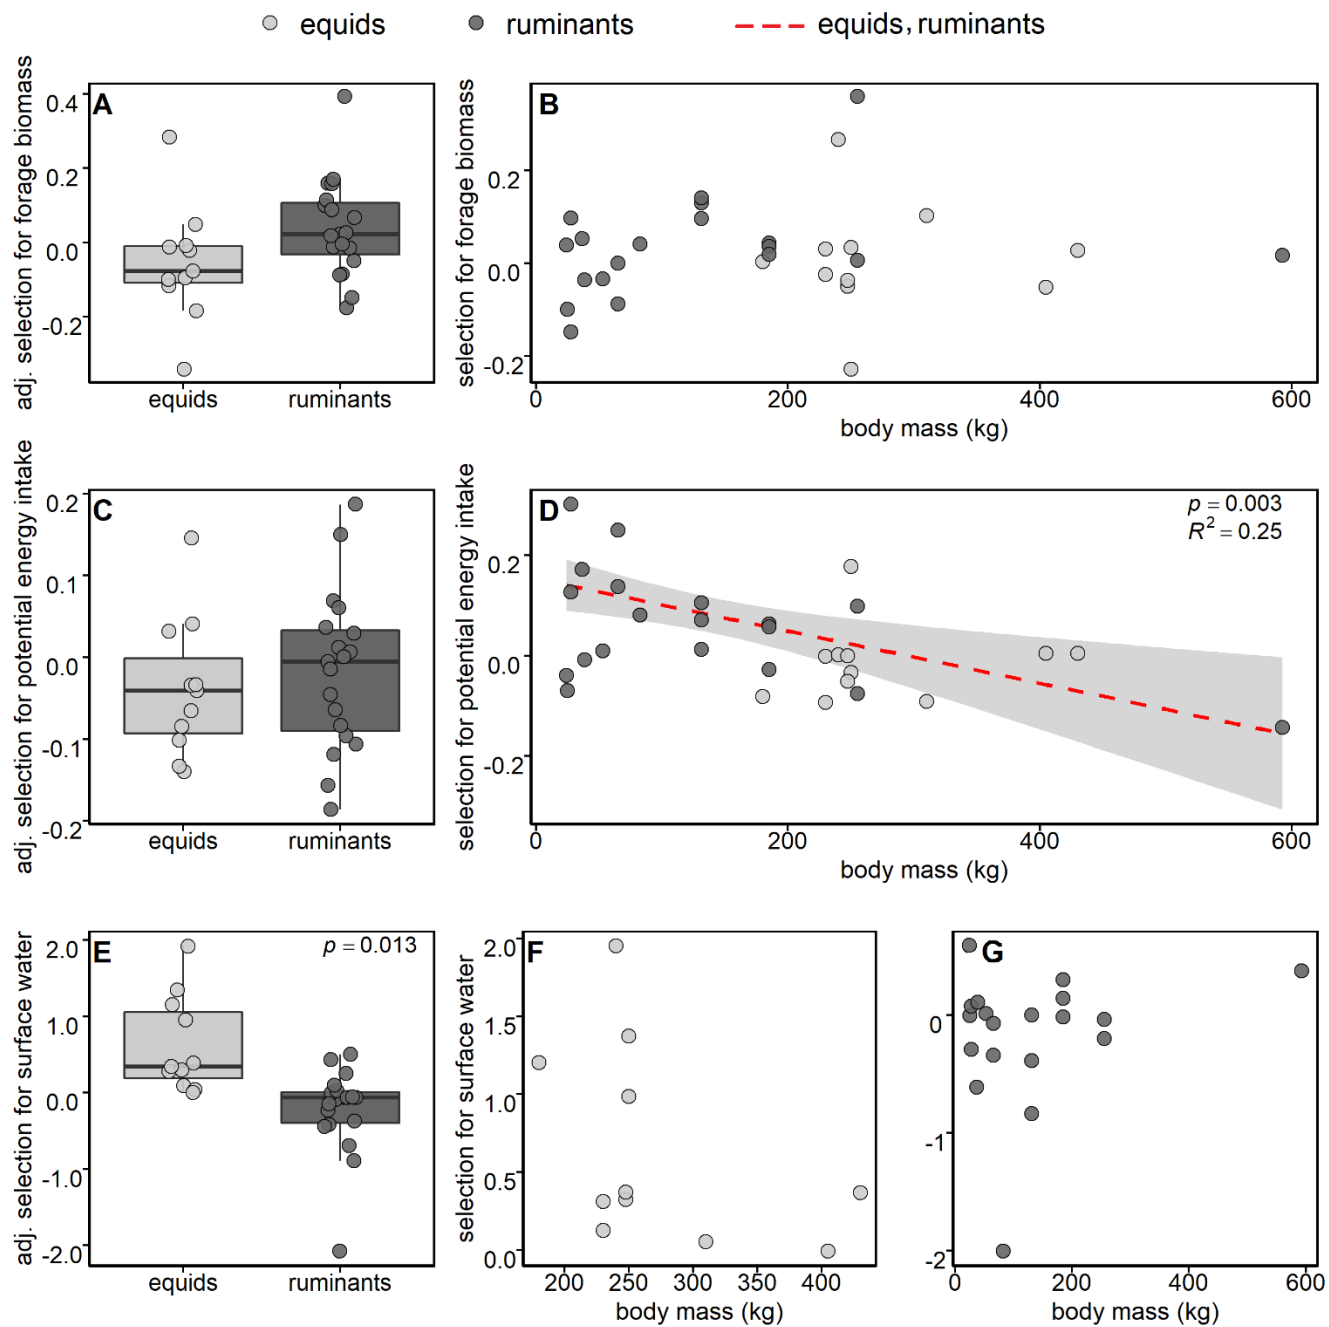 equids
ruminants
equids, ruminants
A
adj. selection for forage biomass
0.4
0.2
0.0
-0.2
equids
ruminants
B
selection for forage biomass
0.2
0.0
-0.2
0
200
400
600
body mass (kg)
C
adj. selection for potential energy intake
0.2
0.1
0.0
-0.1
-0.2
equids
ruminants
D
p = 0.003
R² = 0.25
selection for potential energy intake
0.2
0.0
-0.2
0
200
400
600
body mass (kg)
E
p = 0.013
adj. selection for surface water
2.0
1.0
0.0
-1.0
-2.0
equids
ruminants
F
selection for surface water
2.0
1.5
1.0
0.5
0.0
200
250
300
350
400
body mass (kg)
G
0
-1
-2
0
200
400
600
body mass (kg)